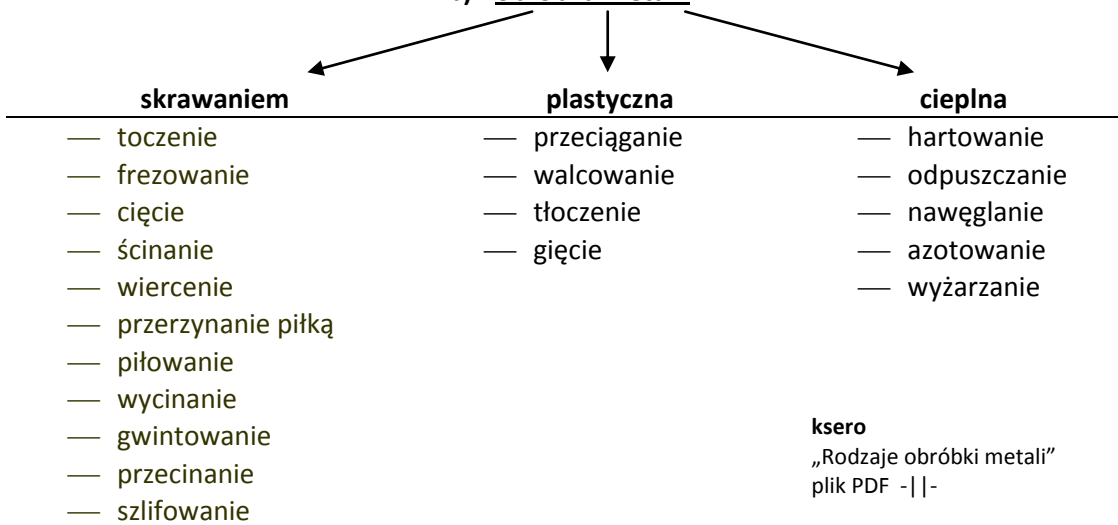 skrawaniem
plastyczna
cieplna
— toczenie
— frezowanie
— cięcie
— ścinanie
— wiercenie
— przerzynanie piłką
— piłowanie
— wycinanie
— gwintowanie
— przecinanie
— szlifowanie
— przeciąganie
— walcowanie
— tłoczenie
— gięcie
— hartowanie
— odpuszczanie
— nawęglanie
— azotowanie
— wyżarzanie
ksero
„Rodzaje obróbki metali”
plik PDF -||-